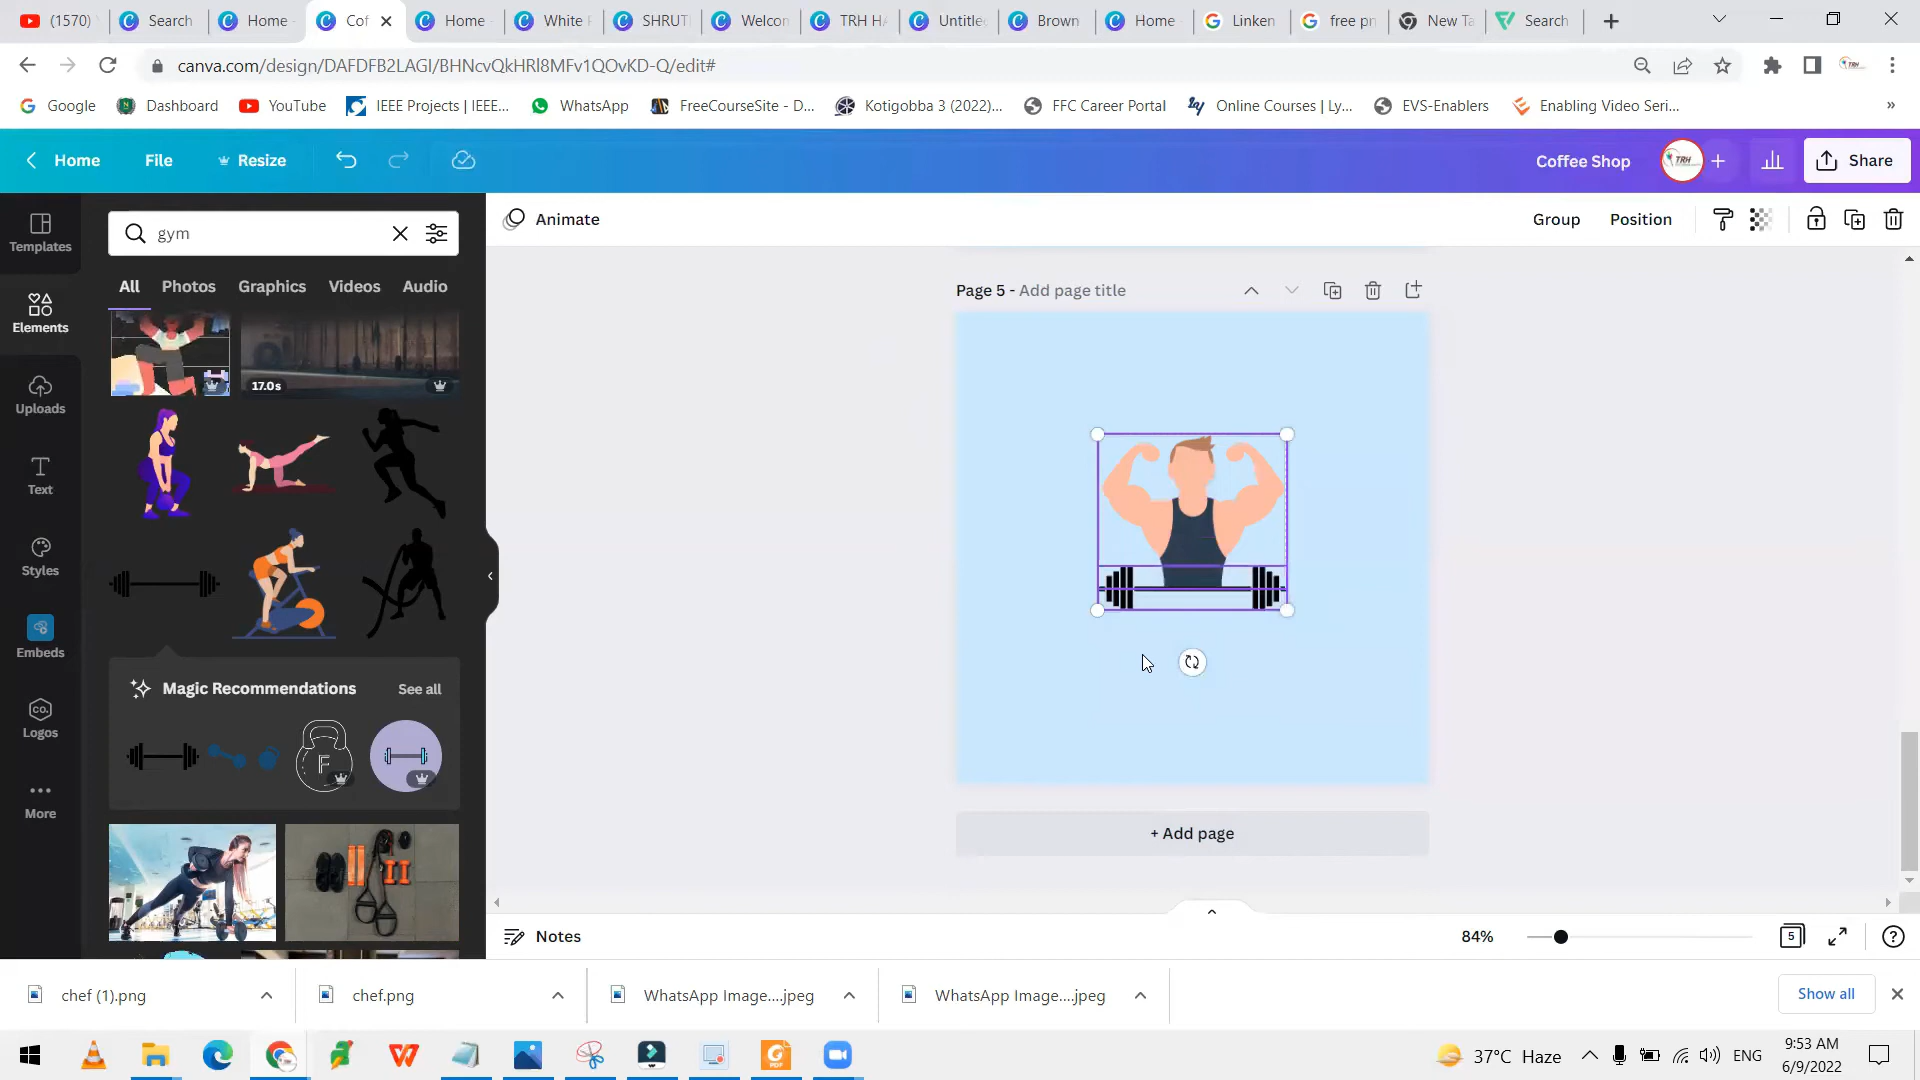 (1570)
Search
Home
Cof
Home
White
SHRUT
Welcon
TRH HA
Untitle
Brown
Home
Linken
free pn
New Ta
Search
canva.com/design/DAFDFB2LAGI/BHNcvQkHRl8MFv1QOvKD-Q/edit#
Google
Dashboard
YouTube
IEEE Projects | IEEE...
WhatsApp
FreeCourseSite - D...
Kotigobba 3 (2022)...
FFC Career Portal
Online Courses | Ly...
EVS-Enablers
Enabling Video Seri...
»
Home
File
Resize
Coffee Shop
TRH
Share
Templates
Elements
Uploads
Text
Styles
Embeds
CO.
Logos
More
gym
All
Photos
Graphics
Videos
Audio
17.0s
Magic Recommendations
See all
F
Animate
Group
Position
Page 5 - Add page title
+ Add page
Notes
84%
5
chef (1).png
chef.png
WhatsApp Image....jpeg
WhatsApp Image....jpeg
Show all
37°C Haze
ENG
9:53 AM
6/9/2022